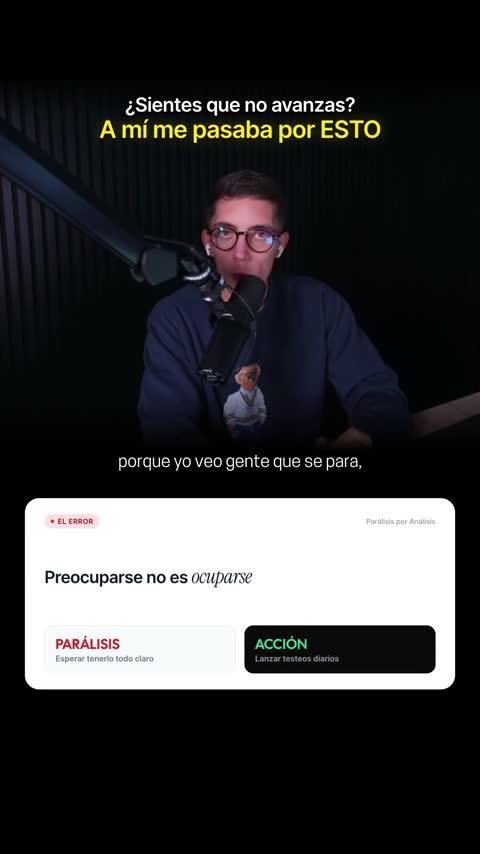 ¿Sientes que no avanzas?
A mí me pasaba por ESTO
porque yo veo gente que se para,
EL ERROR
Parálisis por Análisis
Preocuparse no es ocuparse
PARÁLISIS
Esperar tenerlo todo claro
ACCIÓN
Lanzar testeos diarios